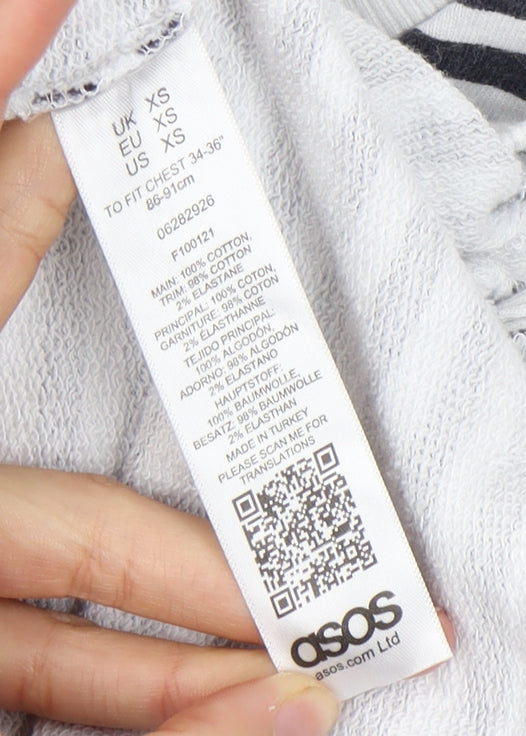 UK XS
EU XS
US XS
TO FIT CHEST 34-36"
86-91cm
06282926
F100121
MAIN: 100% COTTON,
TRIM: 98% COTTON
2% ELASTANE
PRINCIPAL: 100% COTON,
GARNITURE: 98% COTON
2% ELASTHANNE
TEJIDO PRINCIPAL:
100% ALGODÓN,
ADORNO: 98% ALGODÓN
2% ELASTANO
HAUPTSTOFF:
100% BAUMWOLLE,
BESATZ: 98% BAUMWOLLE
2% ELASTHAN
MADE IN TURKEY
PLEASE SCAN ME FOR
TRANSLATIONS
asos
asos.com Ltd